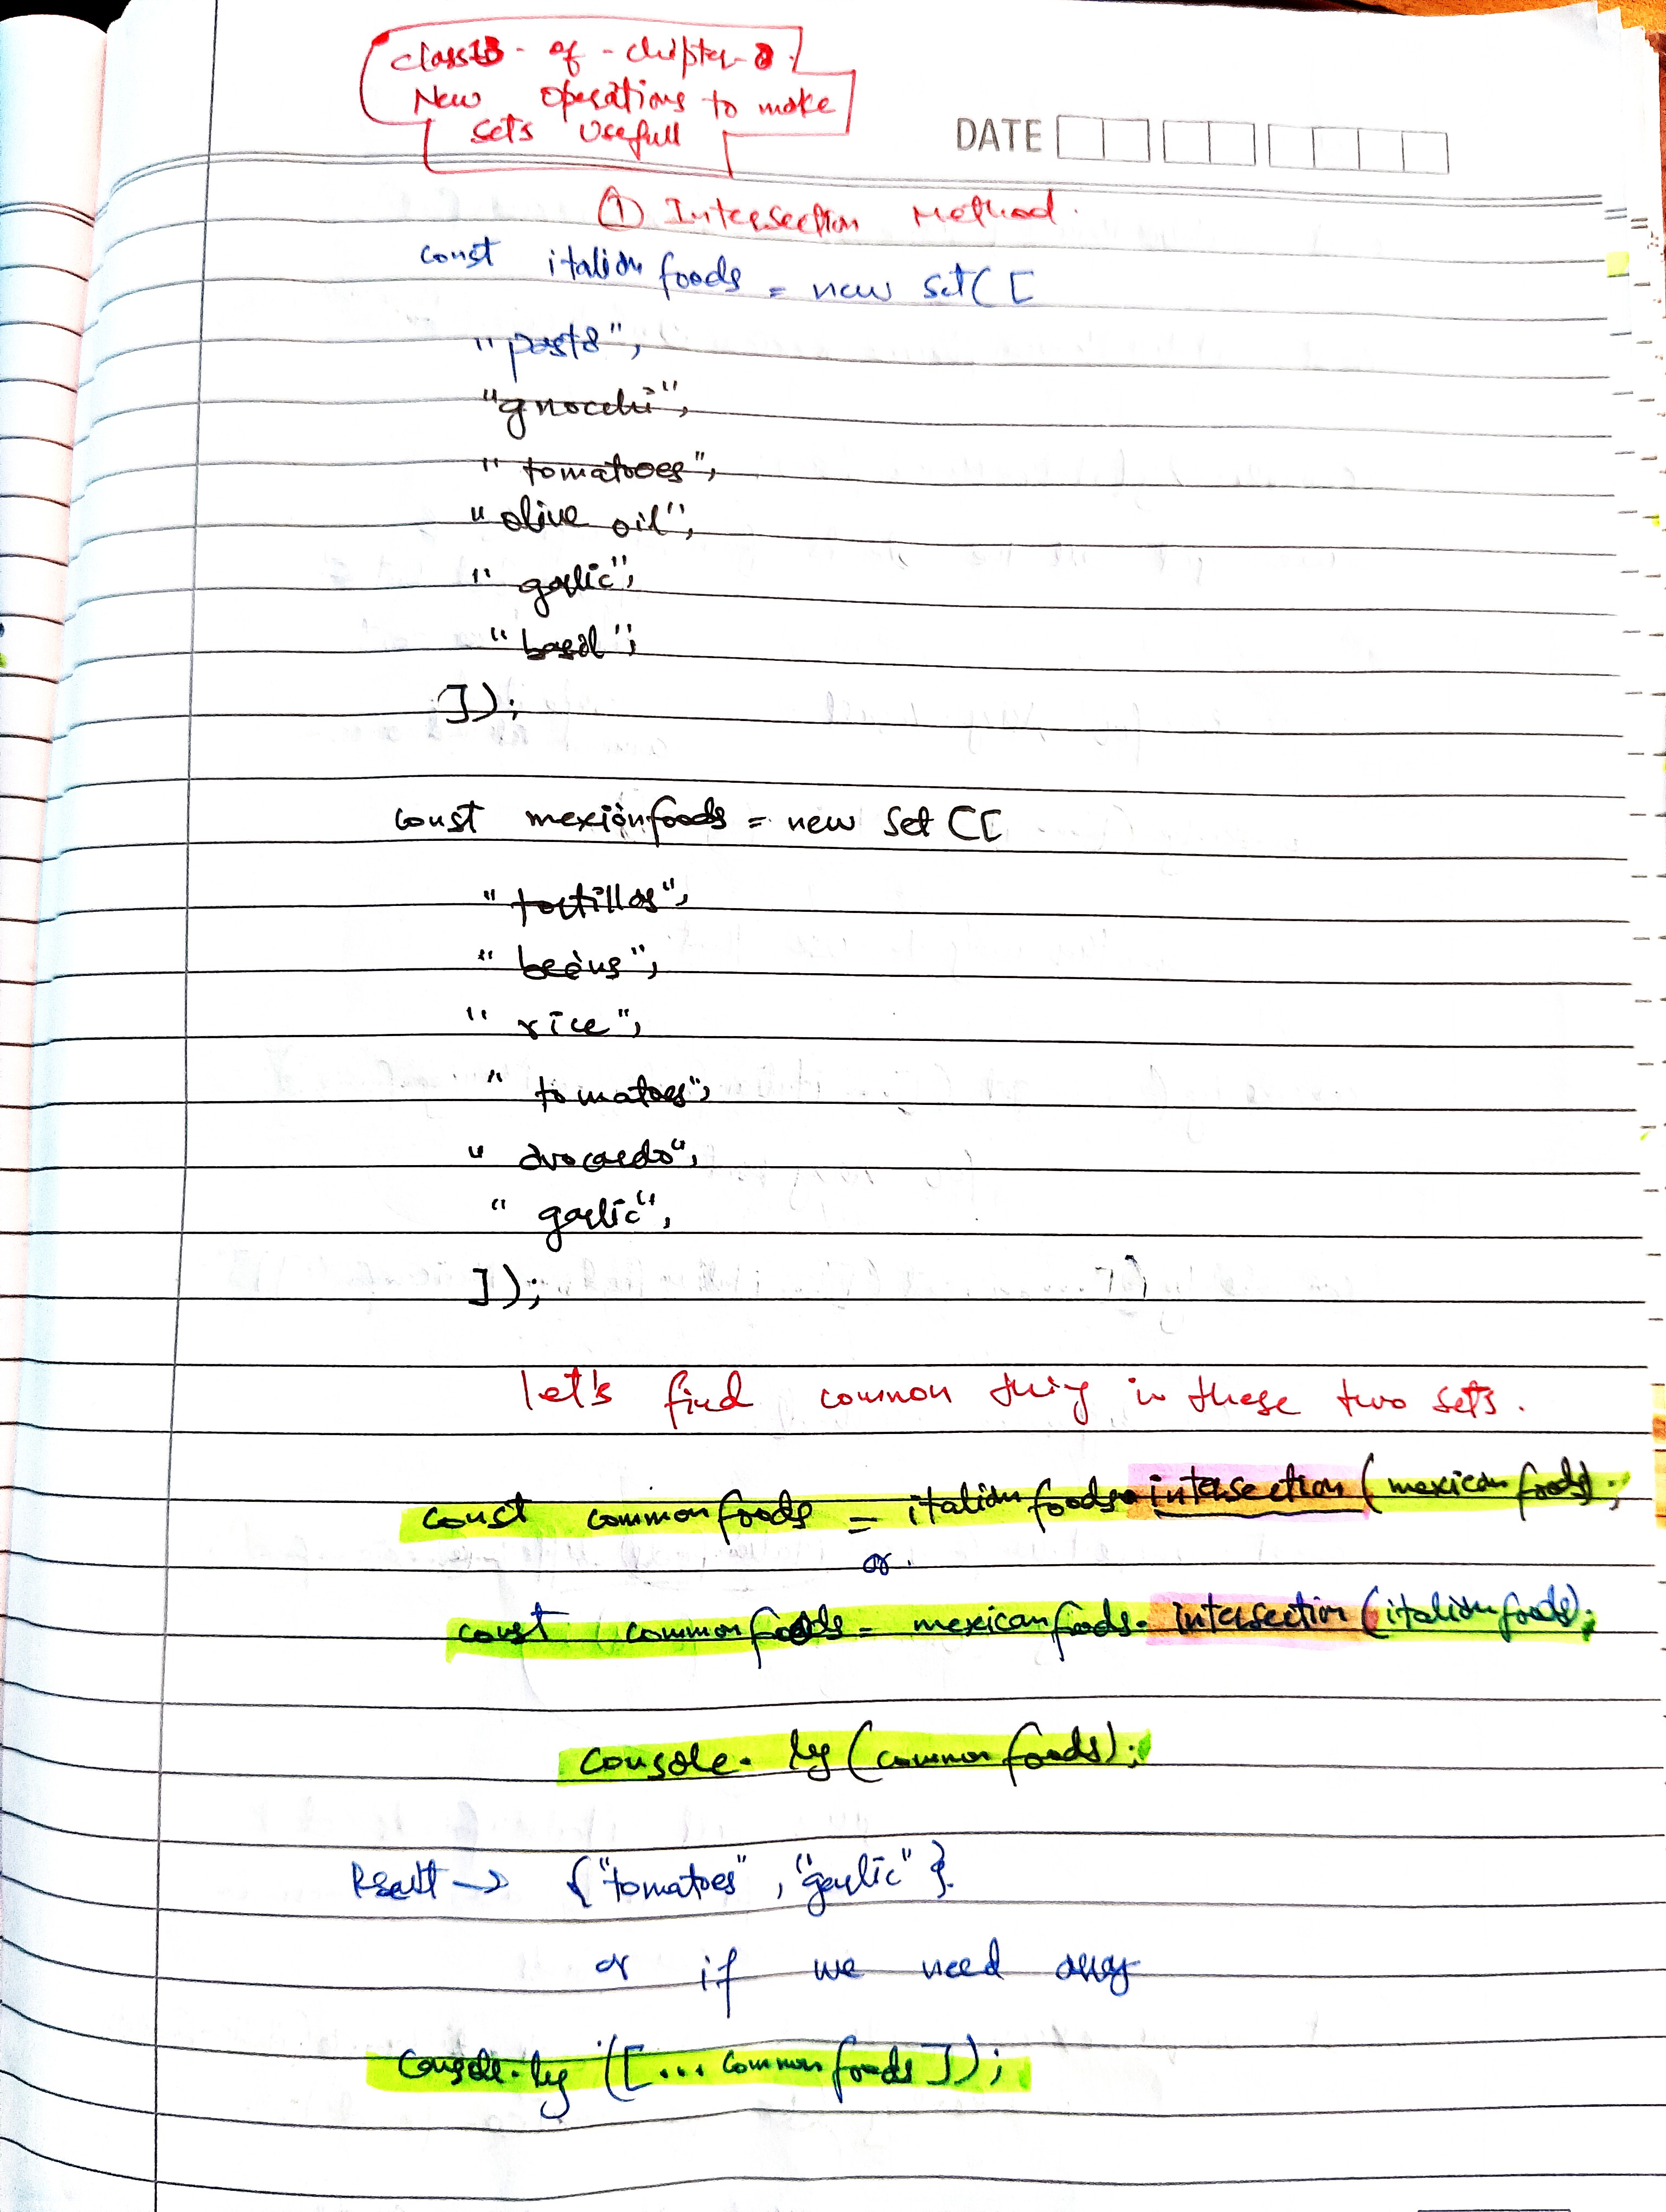 class13 - of - chapter-8.
New operations to make
sets usefull
DATE
① Intersection Method.
const italianfoods = new set([
"pasta",
"gnocchi",
"tomatooes",
"olive oil",
"garlic",
"basil",
]);
const mexicanfoods = new Set([
"tortillas",
"beans",
"rice",
"tomatoes",
"avocardo",
"garlic",
]);
let's find common thing in these two sets.
const commonfoods = italianfoods.intersection(mexicanfoods);
or.
const commonfoods = mexicanfoods.intersection(italianfoods);
console.log(commonfoods);
Result → {"tomatoes", "garlic"}.
or if we need array
Console.log([...commonfoods]);